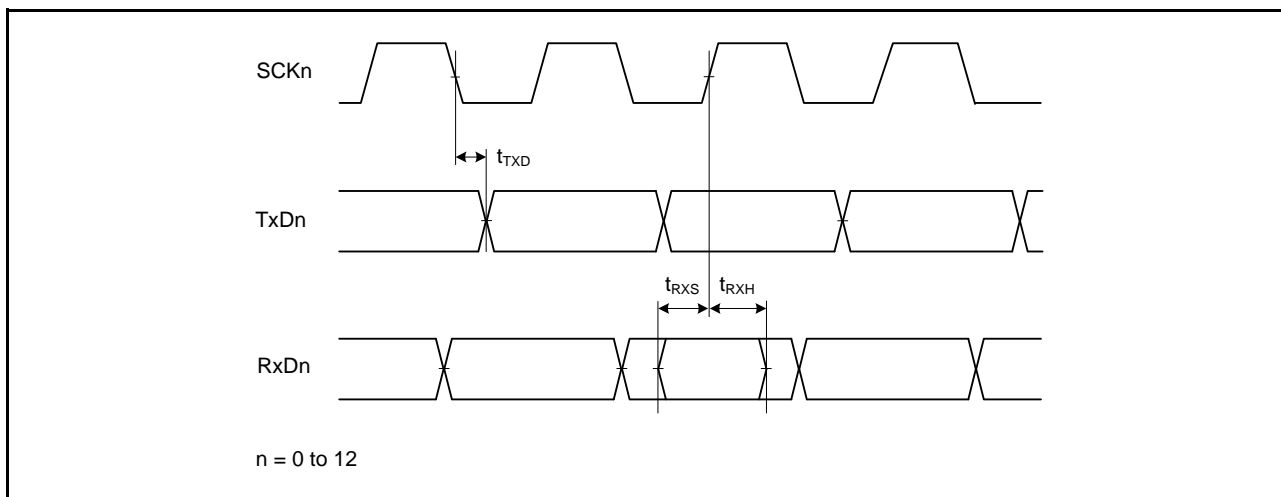 SCKn
tTXD
TxDn
tRXS tRXH
RxDn
n = 0 to 12